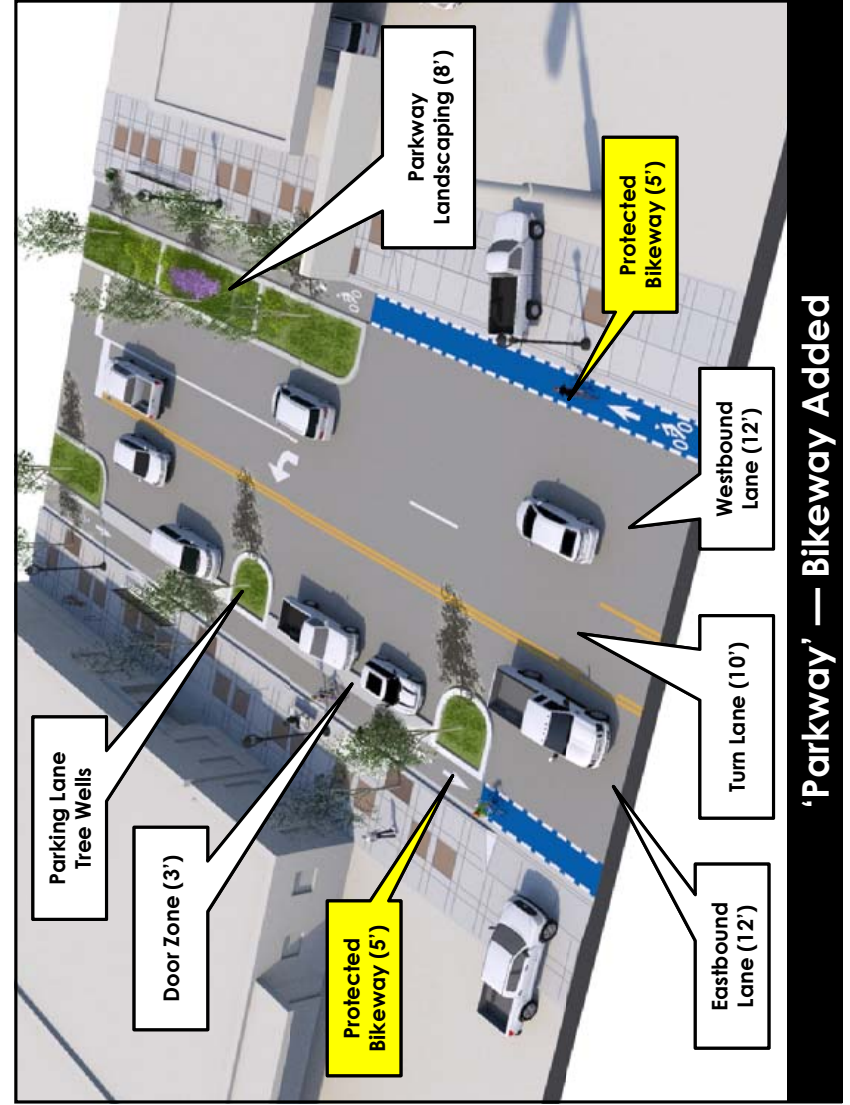 Parking Lane
Tree Wells
Door Zone (3')
Protected
Bikeway (5')
Eastbound
Lane (12')
Turn Lane (10')
Westbound
Lane (12')
Protected
Bikeway (5')
Parkway
Landscaping (8')
‘Parkway’ — Bikeway Added